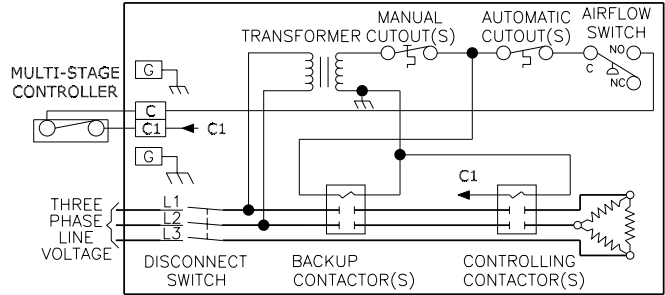 MANUAL
CUTOUT(S)
AUTOMATIC
CUTOUT(S)
AIRFLOW
SWITCH
TRANSFORMER
NO
C
NC
MULTI-STAGE
CONTROLLER
G
C
C1
C1
G
C1
THREE
PHASE
LINE
VOLTAGE
L1
L2
L3
DISCONNECT
SWITCH
BACKUP
CONTACTOR(S)
CONTROLLING
CONTACTOR(S)